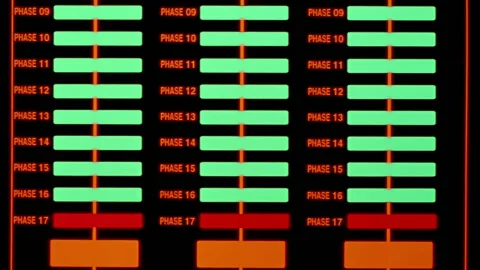 PHASE 09 PHASE 09 PHASE 09
PHASE 10 PHASE 10 PHASE 10
PHASE 11 PHASE 11 PHASE 11
PHASE 12 PHASE 12 PHASE 12
PHASE 13 PHASE 13 PHASE 13
PHASE 14 PHASE 14 PHASE 14
PHASE 15 PHASE 15 PHASE 15
PHASE 16 PHASE 16 PHASE 16
PHASE 17 PHASE 17 PHASE 17